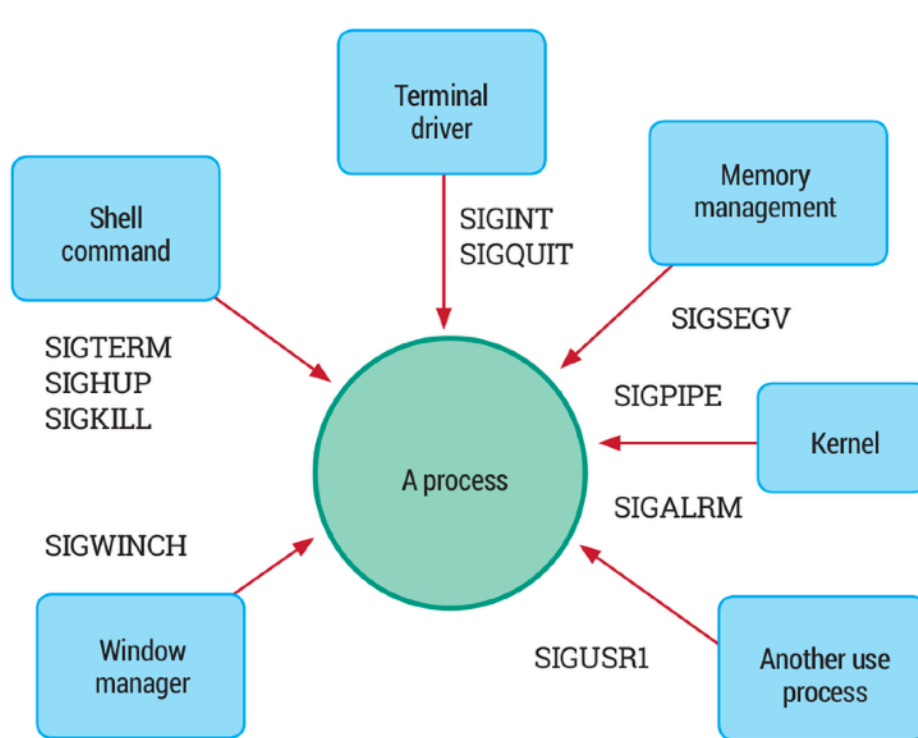 Terminal
driver
Memory
management
Shell
command
SIGINT
SIGQUIT
SIGSEGV
SIGTERM
SIGHUP
SIGKILL
SIGPIPE
Kernel
A process
SIGALRM
SIGWINCH
Window
manager
SIGUSR1
Another use
process